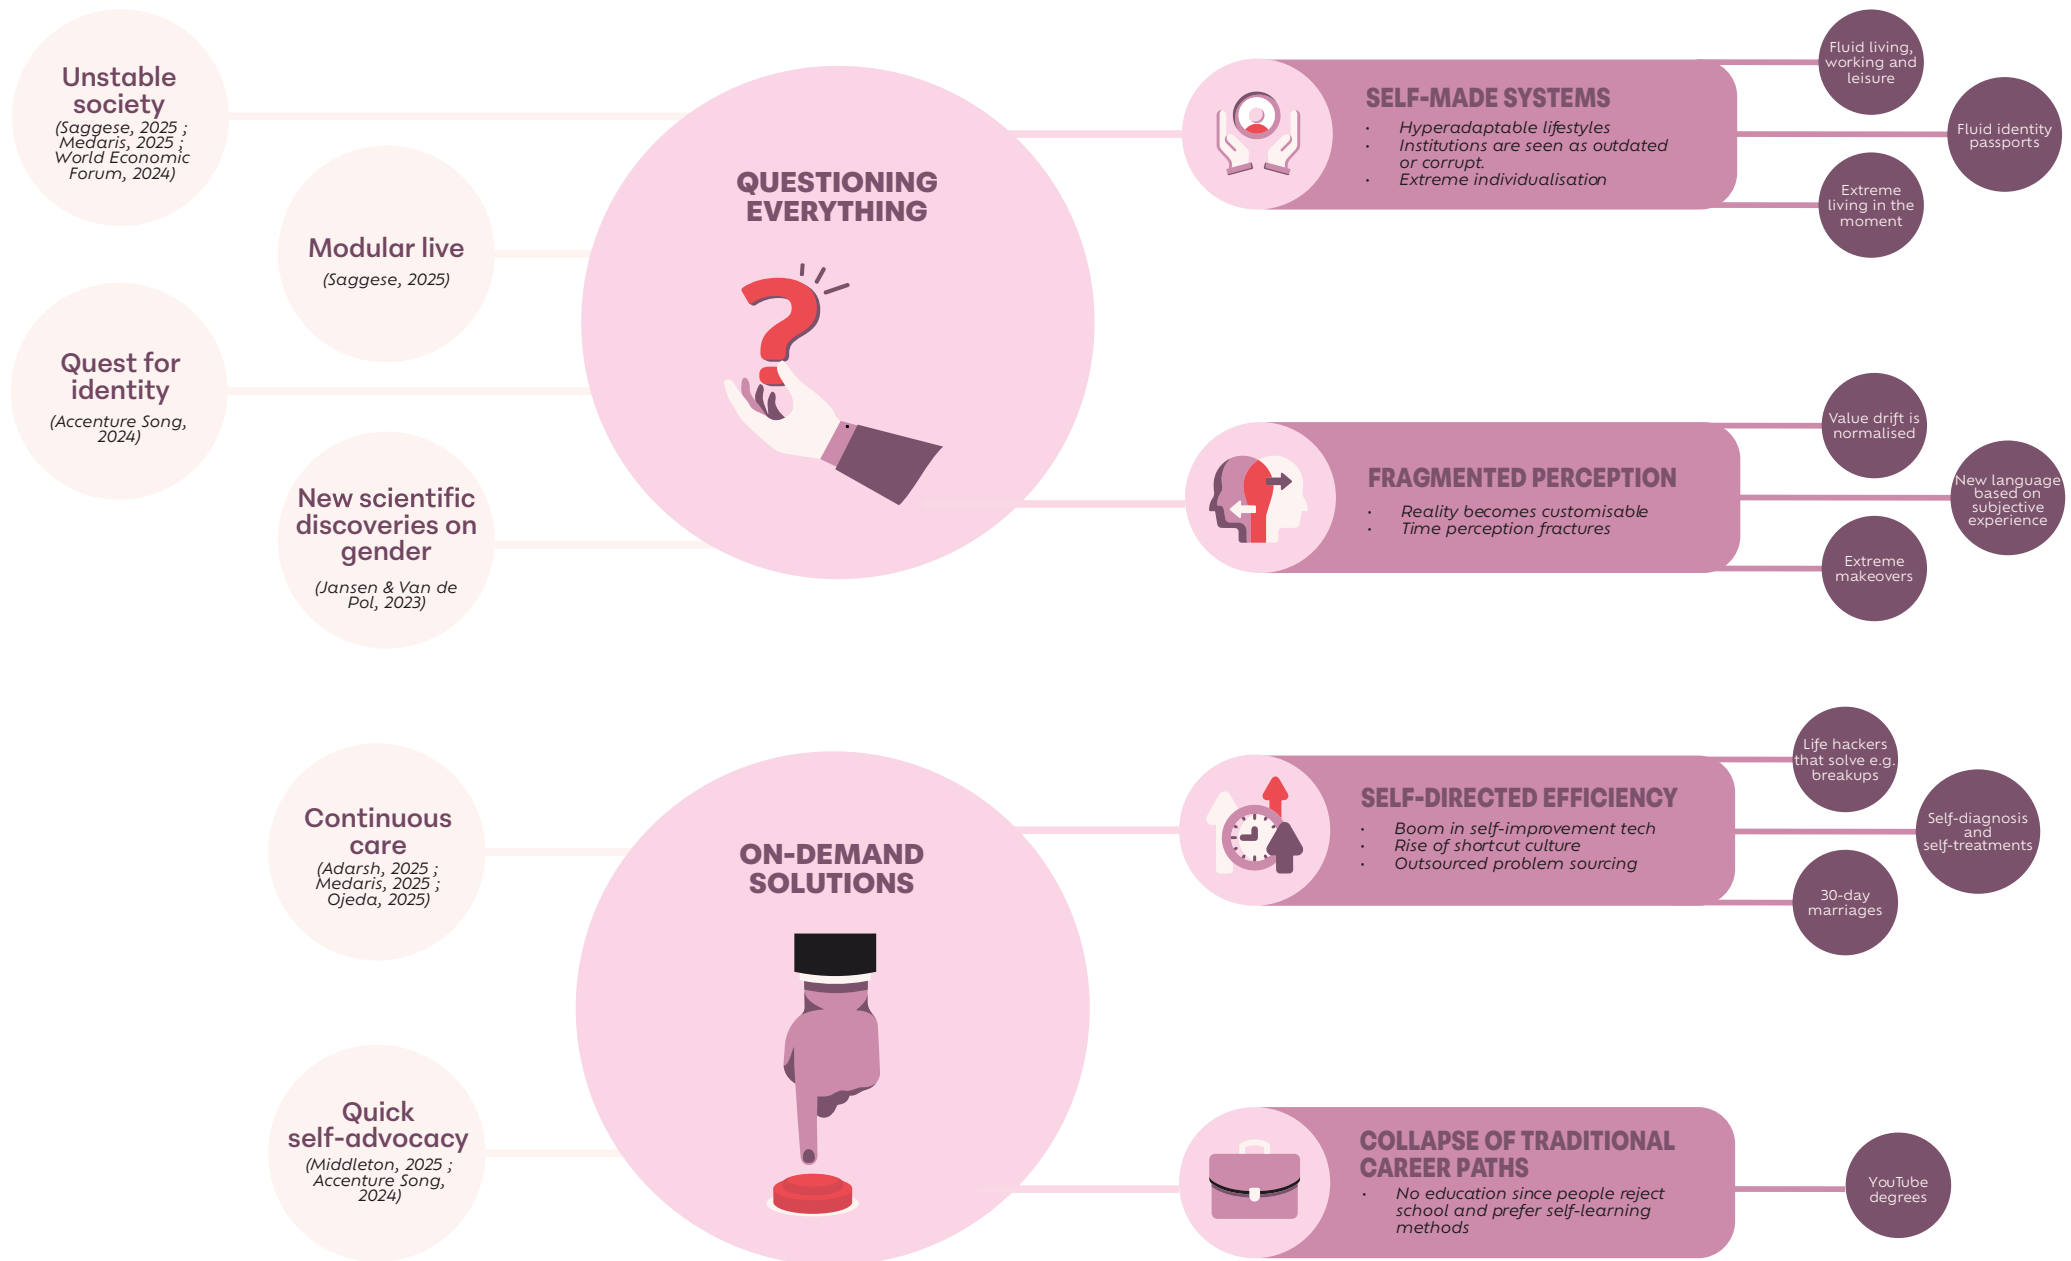 Unstable
society
(Saggese, 2025 ;
Medaris, 2025 ;
World Economic
Forum, 2024)
Modular live
(Saggese, 2025)
Quest for
identity
(Accenture Song,
2024)
New scientific
discoveries on
gender
(Jansen & Van de
Pol, 2023)
QUESTIONING
EVERYTHING
SELF-MADE SYSTEMS
• Hyperadaptable lifestyles
• Institutions are seen as outdated
or corrupt.
• Extreme individualisation
Fluid living,
working and
leisure
Fluid identity
passports
Extreme
living in the
moment
FRAGMENTED PERCEPTION
• Reality becomes customisable
• Time perception fractures
Value drift is
normalised
New language
based on
subjective
experience
Extreme
makeovers
Continuous
care
(Adarsh, 2025 ;
Medaris, 2025 ;
Ojeda, 2025)
Quick
self-advocacy
(Middleton, 2025 ;
Accenture Song,
2024)
ON-DEMAND
SOLUTIONS
SELF-DIRECTED EFFICIENCY
• Boom in self-improvement tech
• Rise of shortcut culture
• Outsourced problem sourcing
Life hackers
that solve e.g.
breakups
Self-diagnosis
and
self-treatments
30-day
marriages
COLLAPSE OF TRADITIONAL
CAREER PATHS
• No education since people reject
school and prefer self-learning
methods
YouTube
degrees